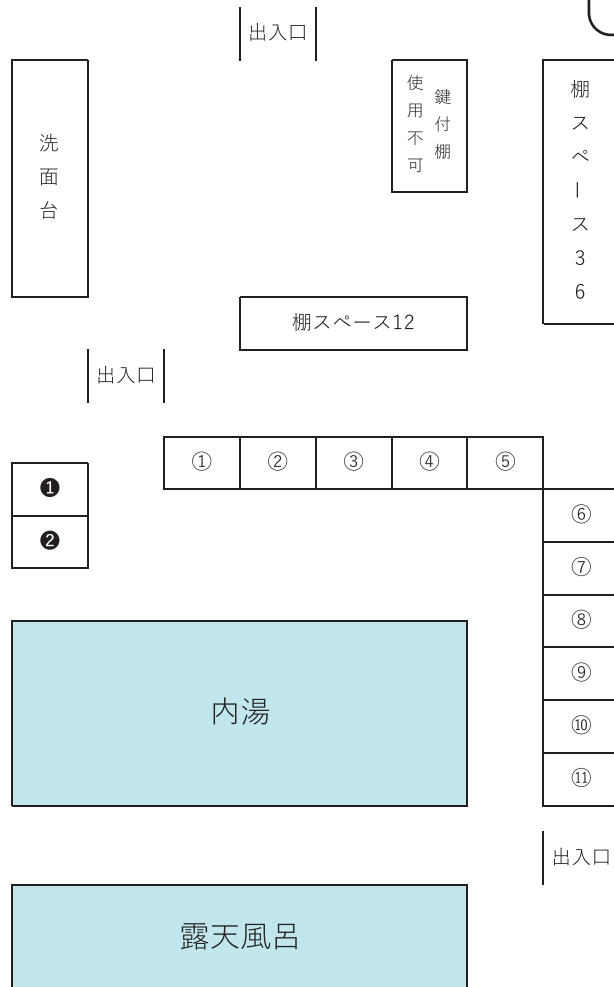 出入口
洗面台
鍵付棚
使用不可
棚スペース36
棚スペース12
出入口
① ② ③ ④ ⑤
❶
❷
⑥
⑦
⑧
⑨
⑩
⑪
内湯
出入口
露天風呂